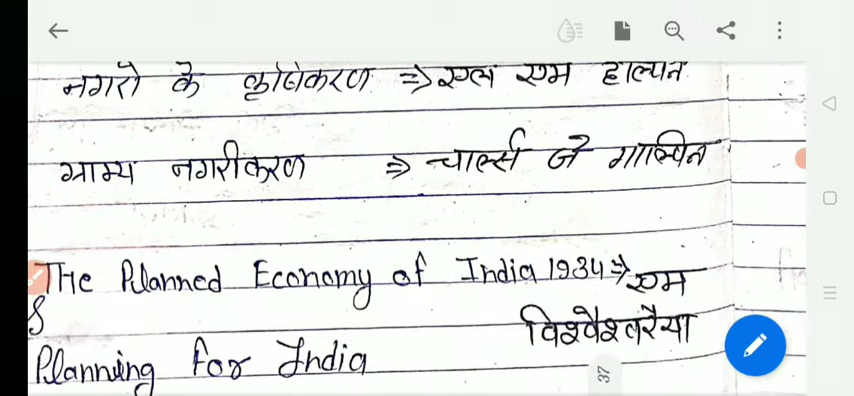 नगरो के कृषिकरण ⇒ एल एम हाल्पन
ग्राम्य नगरीकरण ⇒ चार्ल्स जे गाल्पिन
The Planned Economy of India 1934 ⇒ एम
& विश्वेश्वरैया
Planning for India
37